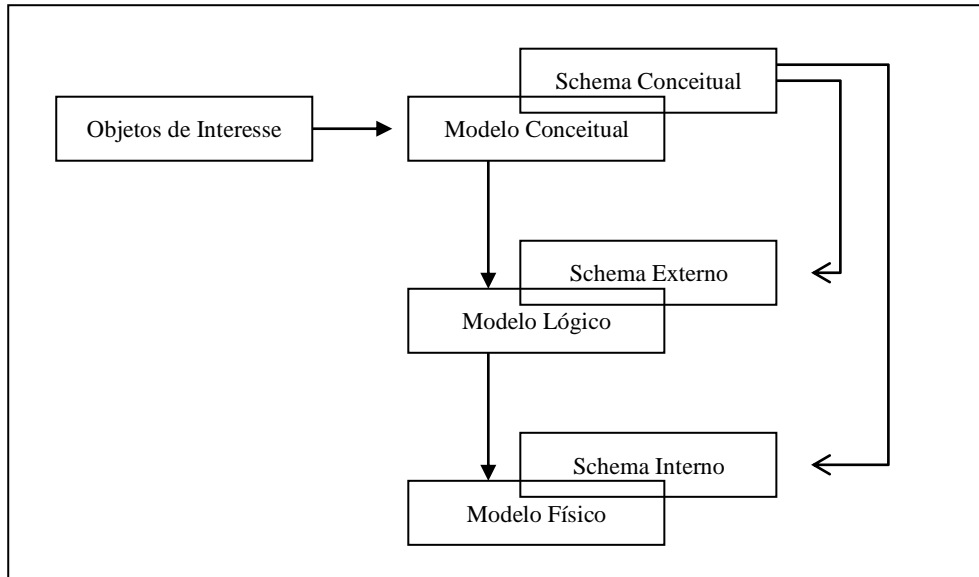 Schema Conceitual
Objetos de Interesse
Modelo Conceitual
Schema Externo
Modelo Lógico
Schema Interno
Modelo Físico